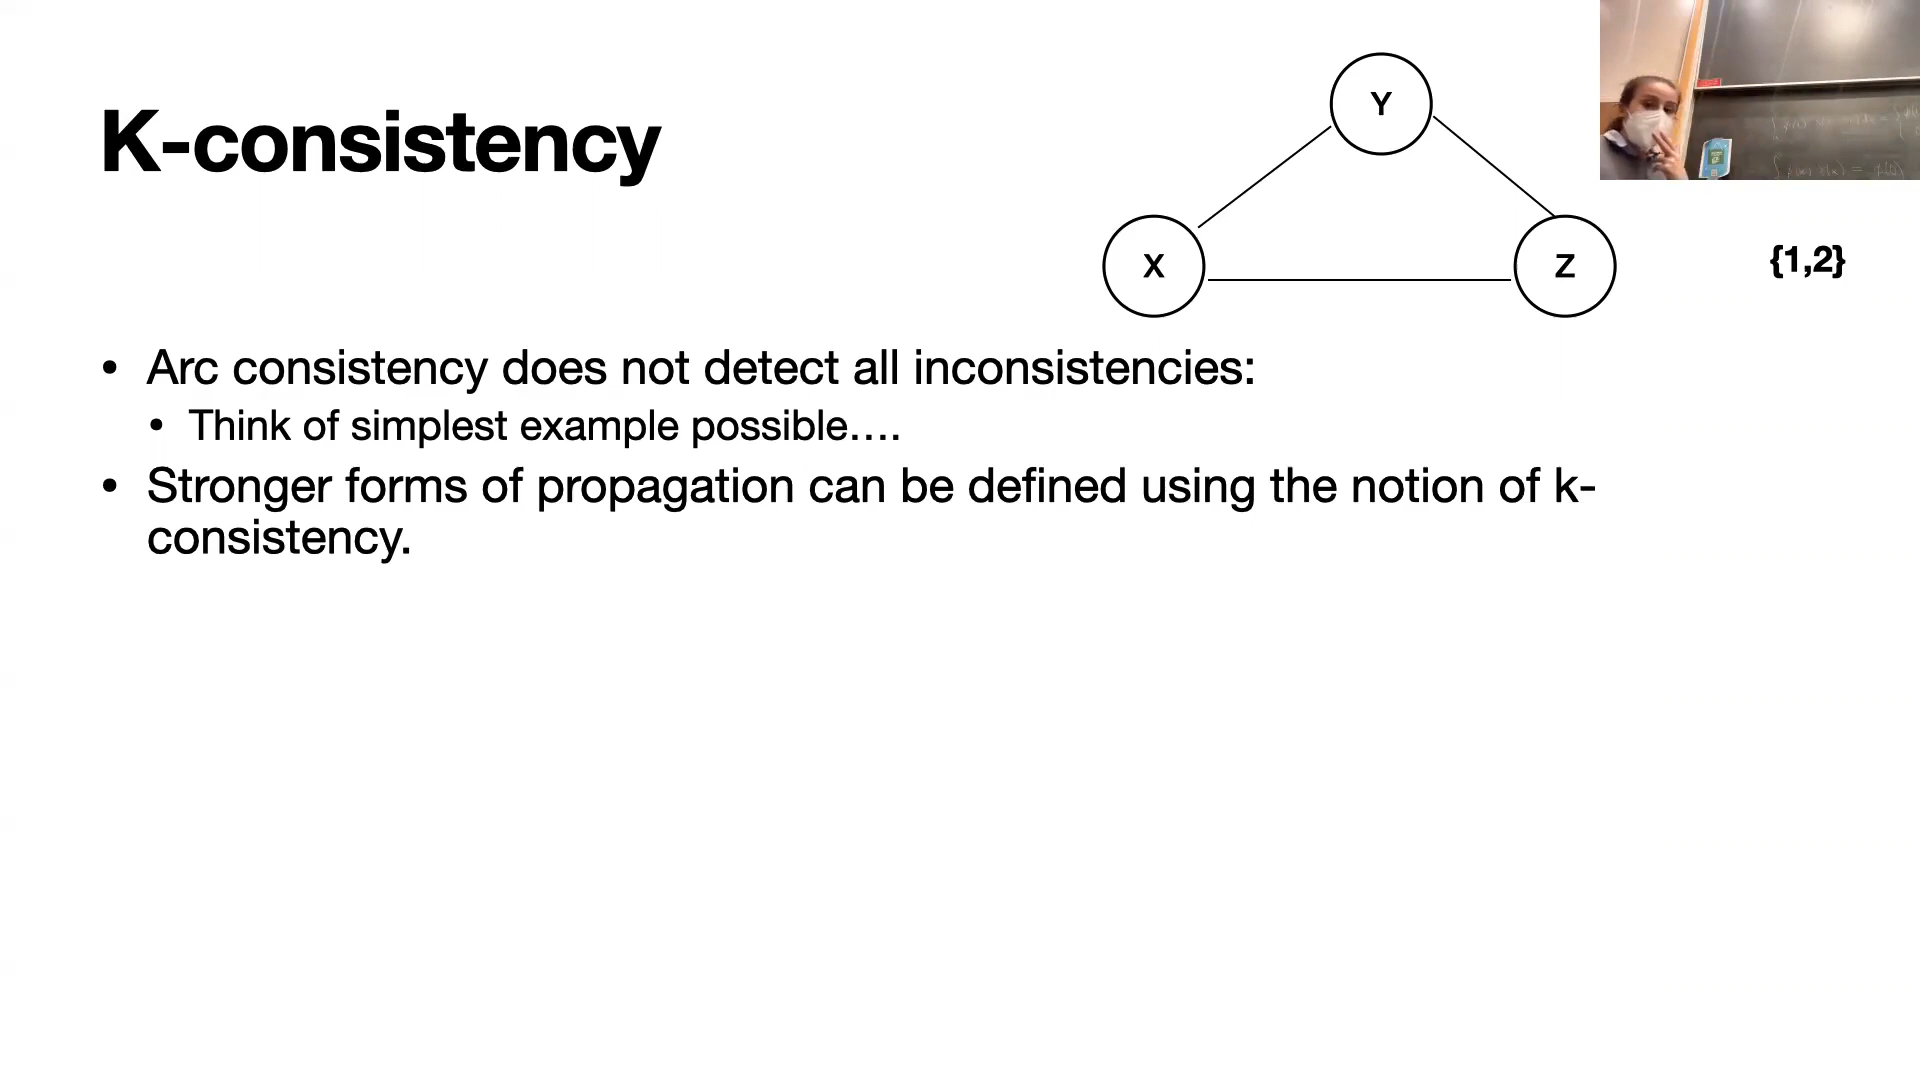 K-consistency
Y
X
Z
{1,2}
• Arc consistency does not detect all inconsistencies:
• Think of simplest example possible....
• Stronger forms of propagation can be defined using the notion of k-
consistency.